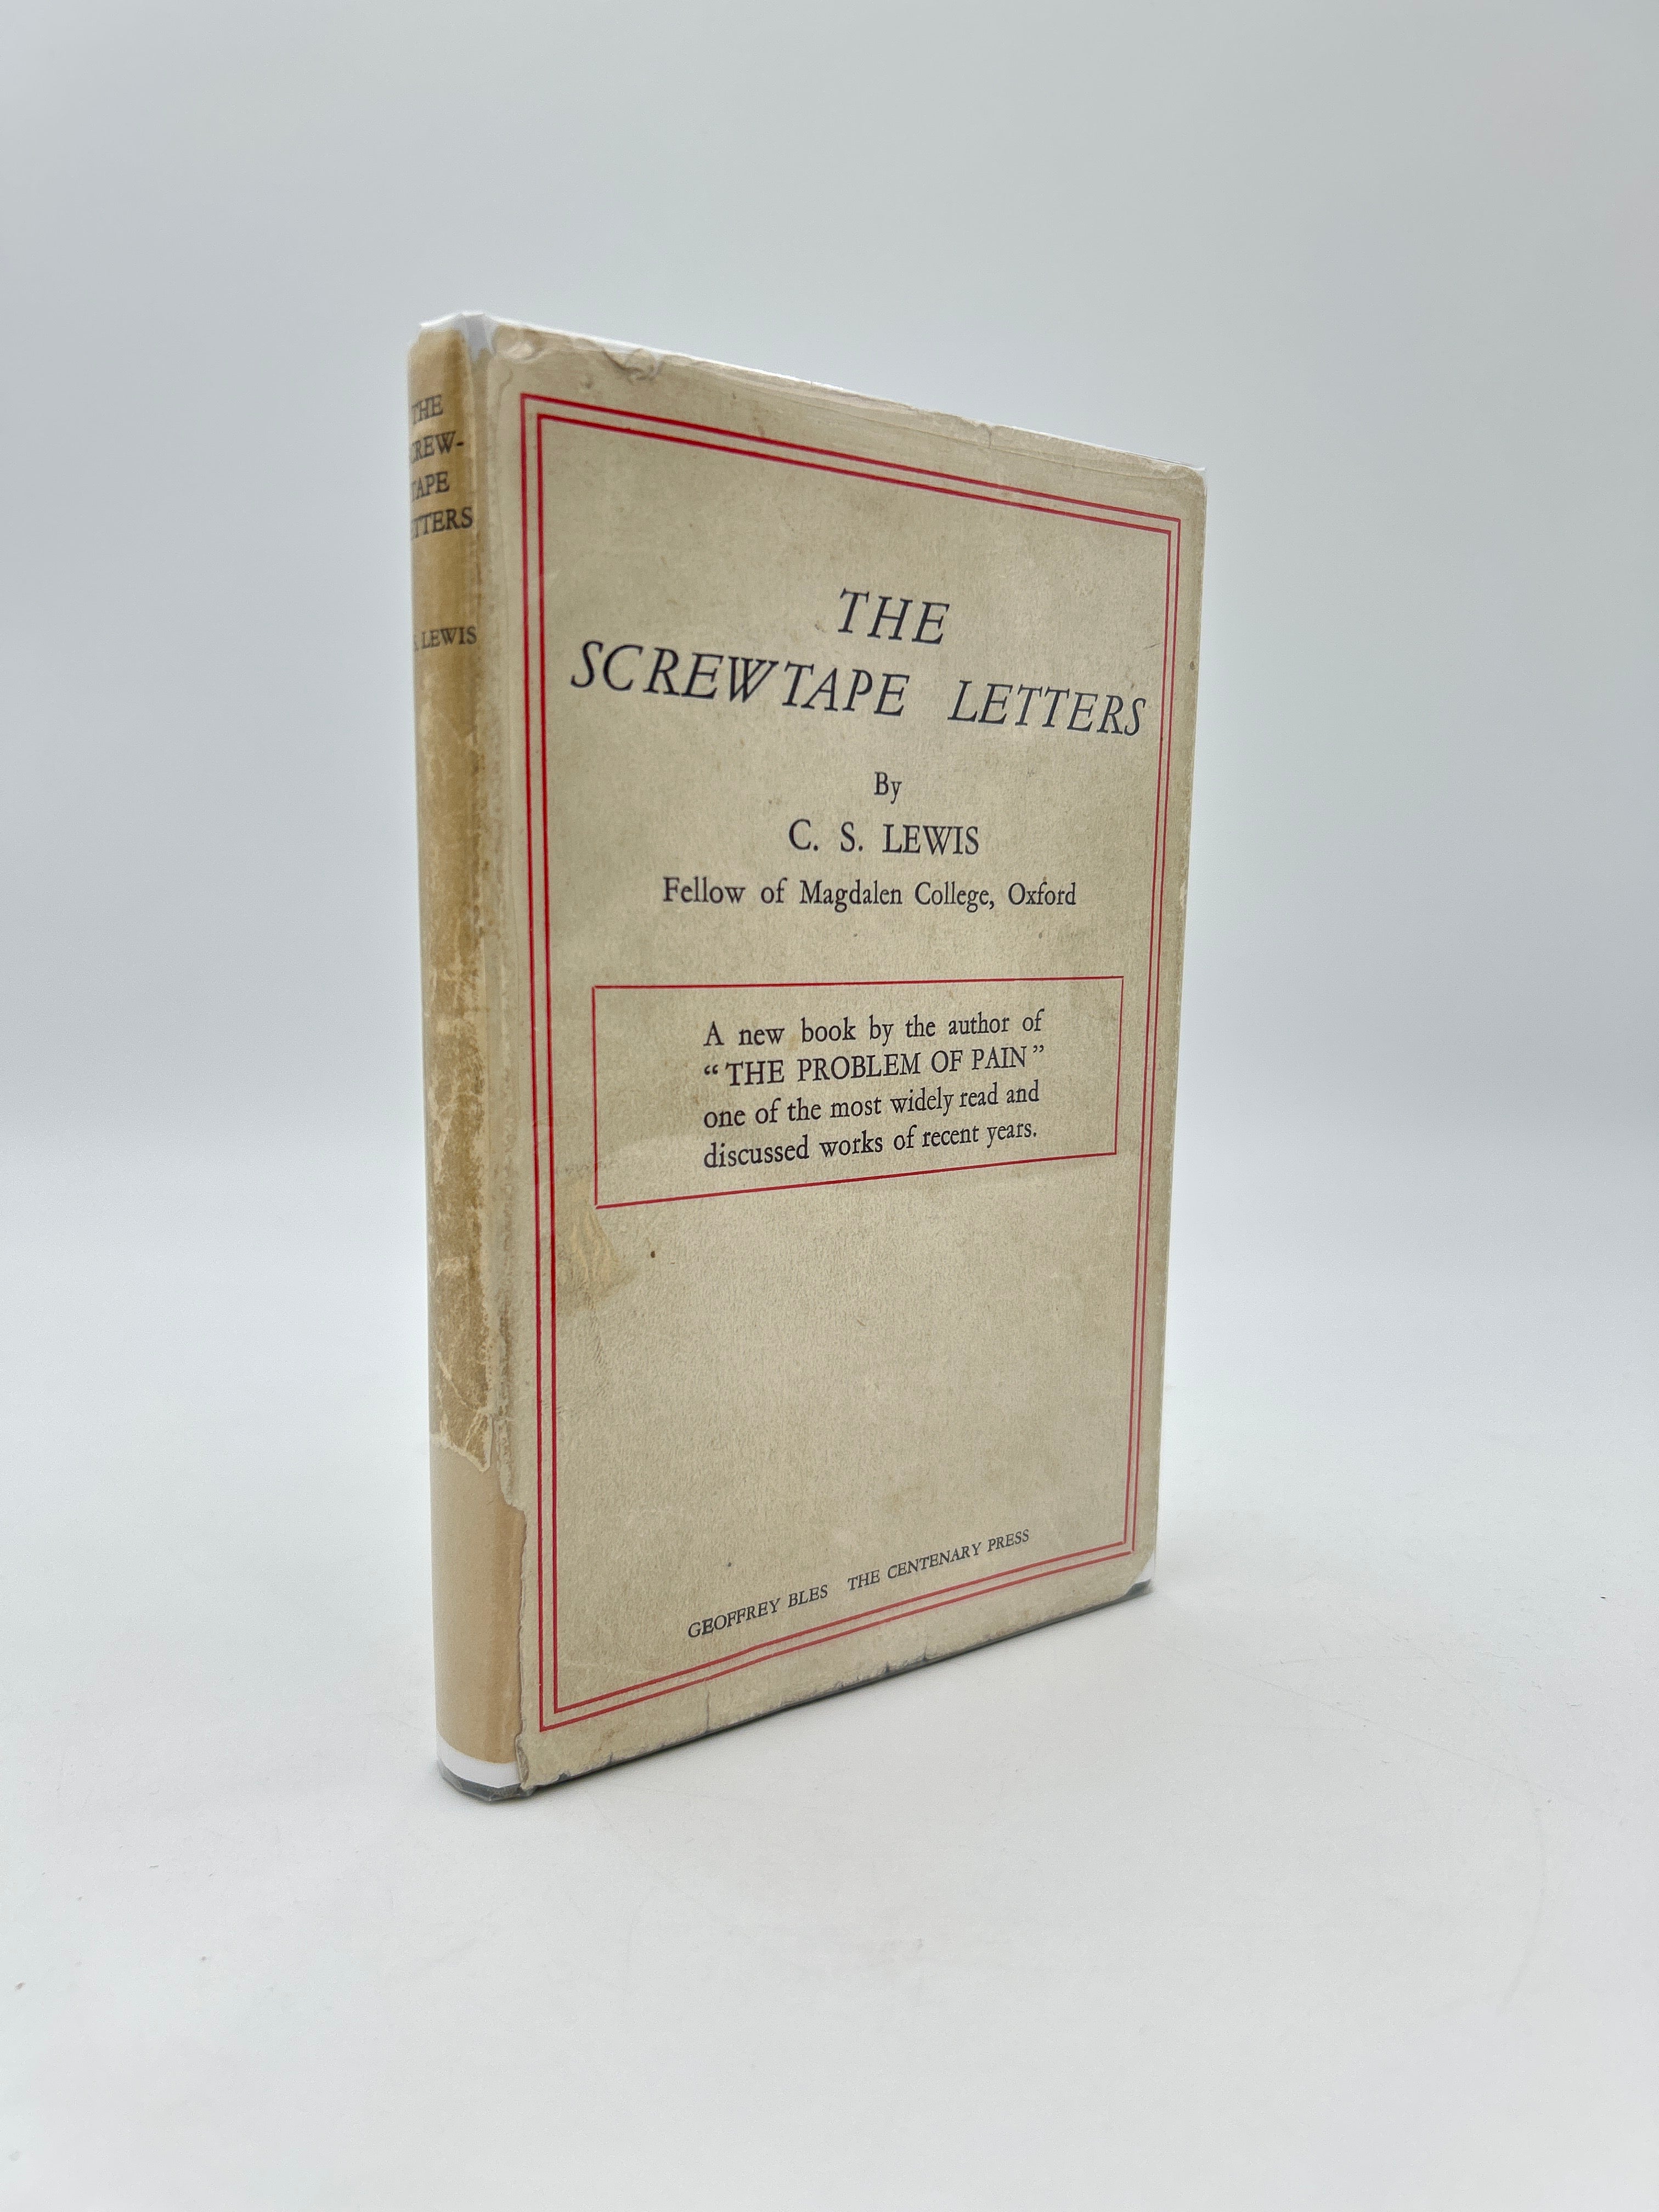 THE
SCREWTAPE LETTERS
By
C. S. LEWIS
Fellow of Magdalen College, Oxford
A new book by the author of
“THE PROBLEM OF PAIN”
one of the most widely read and
discussed works of recent years.
GEOFFREY BLES THE CENTENARY PRESS
THE
CREW-
TAPE
ETTERS
S. LEWIS